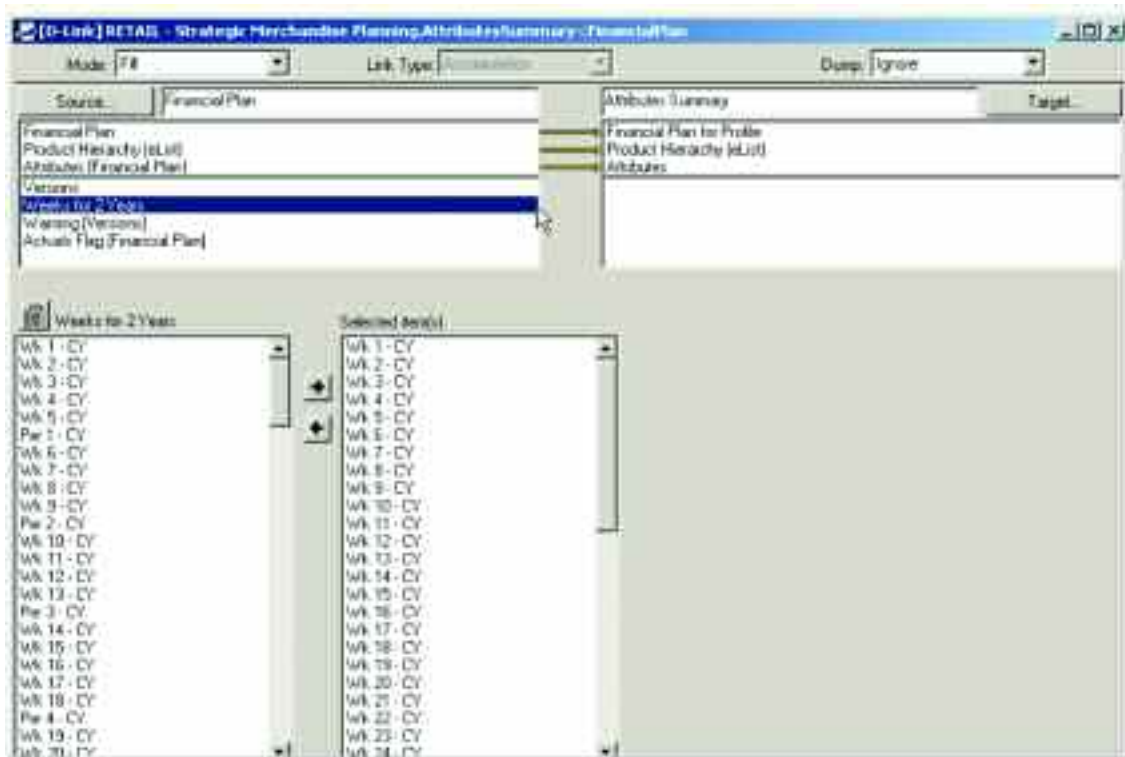 [D-Link] RETAIL - Strategic Merchandise Planning.AttributesSummary - FinancialPlan
Mode: Fill Link Type: Accumulation Dump: Ignore
Source... Financial Plan Attributes Summary Target...
Financial Plan Financial Plan for Profile
Product Hierarchy (eList) Product Hierarchy (eList)
Attributes [Financial Plan] Attributes
Versions
Weeks for 2 Years
Warning [Versions]
Actuals Flag [Financial Plan]
Weeks for 2 Years Selected item(s)
Wk 1 - CY Wk 1 - CY
Wk 2 - CY Wk 2 - CY
Wk 3 - CY Wk 3 - CY
Wk 4 - CY Wk 4 - CY
Wk 5 - CY Wk 5 - CY
Per 1 - CY Wk 6 - CY
Wk 6 - CY Wk 7 - CY
Wk 7 - CY Wk 8 - CY
Wk 8 - CY Wk 9 - CY
Wk 9 - CY Wk 10 - CY
Per 2 - CY Wk 11 - CY
Wk 10 - CY Wk 12 - CY
Wk 11 - CY Wk 13 - CY
Wk 12 - CY Wk 14 - CY
Wk 13 - CY Wk 15 - CY
Per 3 - CY Wk 16 - CY
Wk 14 - CY Wk 17 - CY
Wk 15 - CY Wk 18 - CY
Wk 16 - CY Wk 19 - CY
Wk 17 - CY Wk 20 - CY
Wk 18 - CY Wk 21 - CY
Per 4 - CY Wk 22 - CY
Wk 19 - CY Wk 23 - CY
Wk 20 - CY Wk 24 - CY